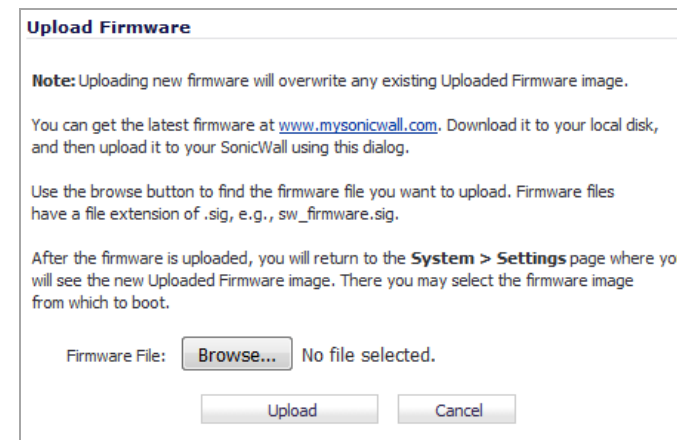 Upload Firmware
Note: Uploading new firmware will overwrite any existing Uploaded Firmware image.
You can get the latest firmware at www.mysonicwall.com. Download it to your local disk,
and then upload it to your SonicWall using this dialog.
Use the browse button to find the firmware file you want to upload. Firmware files
have a file extension of .sig, e.g., sw_firmware.sig.
After the firmware is uploaded, you will return to the System > Settings page where yo
will see the new Uploaded Firmware image. There you may select the firmware image
from which to boot.
Firmware File: Browse... No file selected.
Upload Cancel